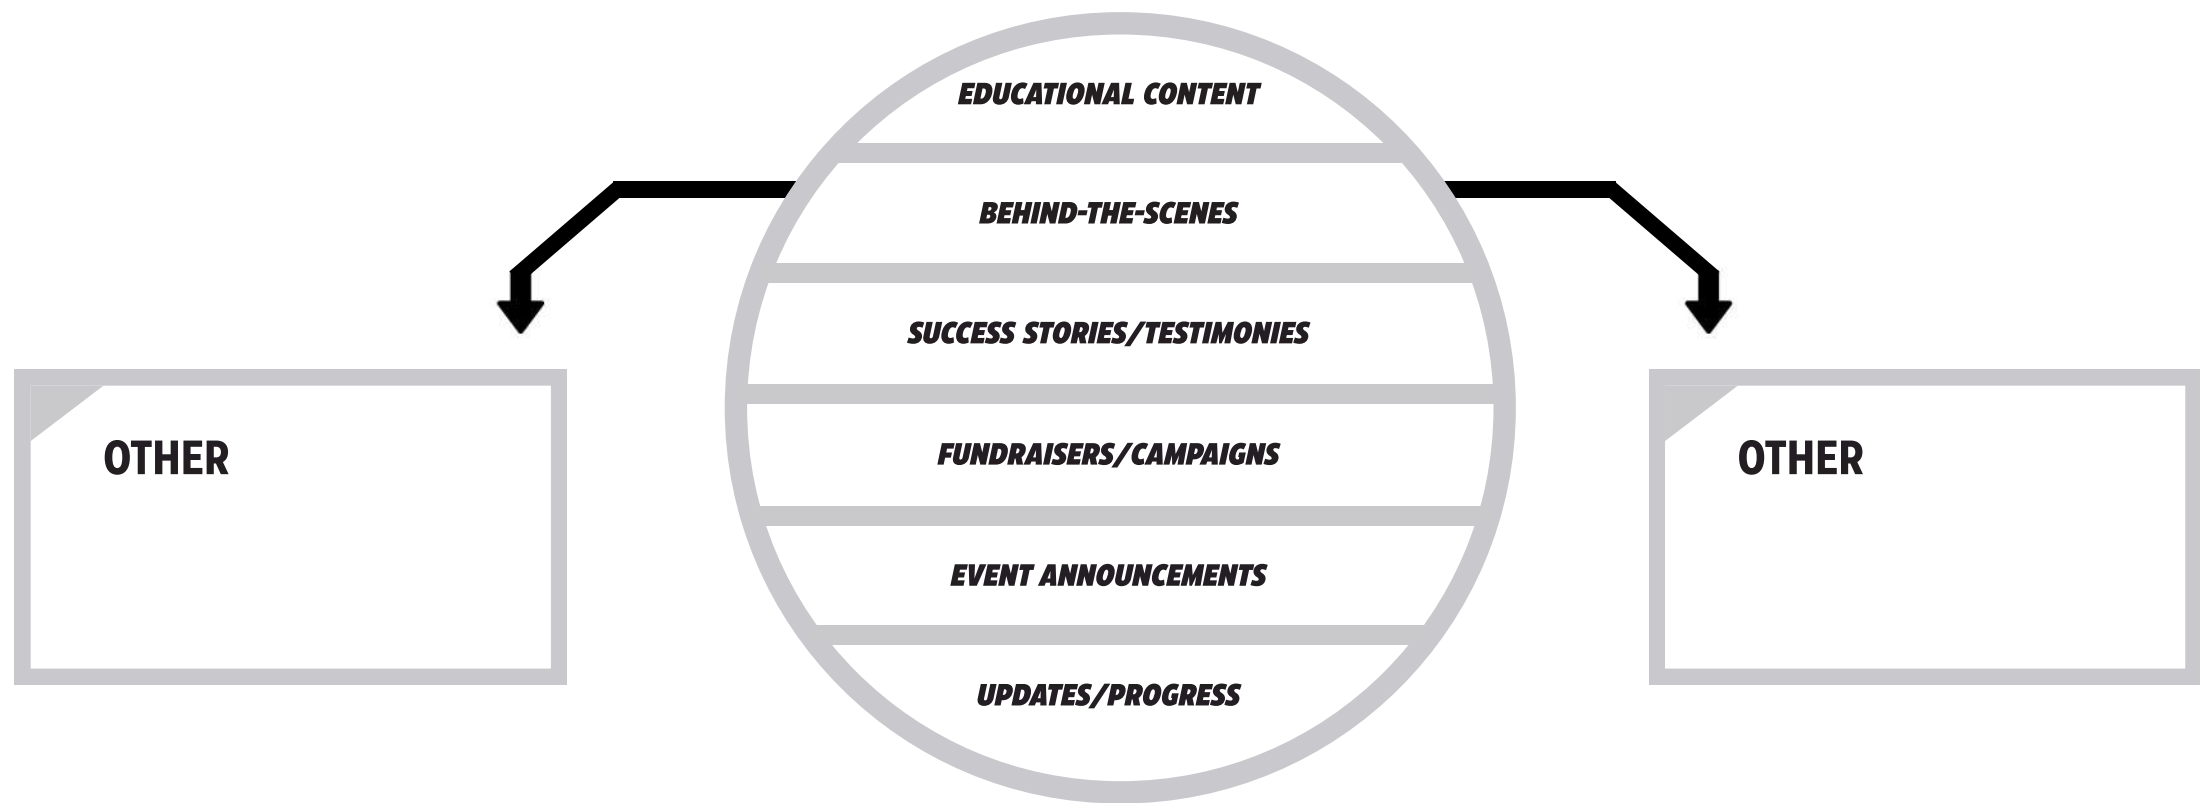 EDUCATIONAL CONTENT
BEHIND-THE-SCENES
SUCCESS STORIES/TESTIMONIES
FUNDRAISERS/CAMPAIGNS
EVENT ANNOUNCEMENTS
UPDATES/PROGRESS
OTHER
OTHER